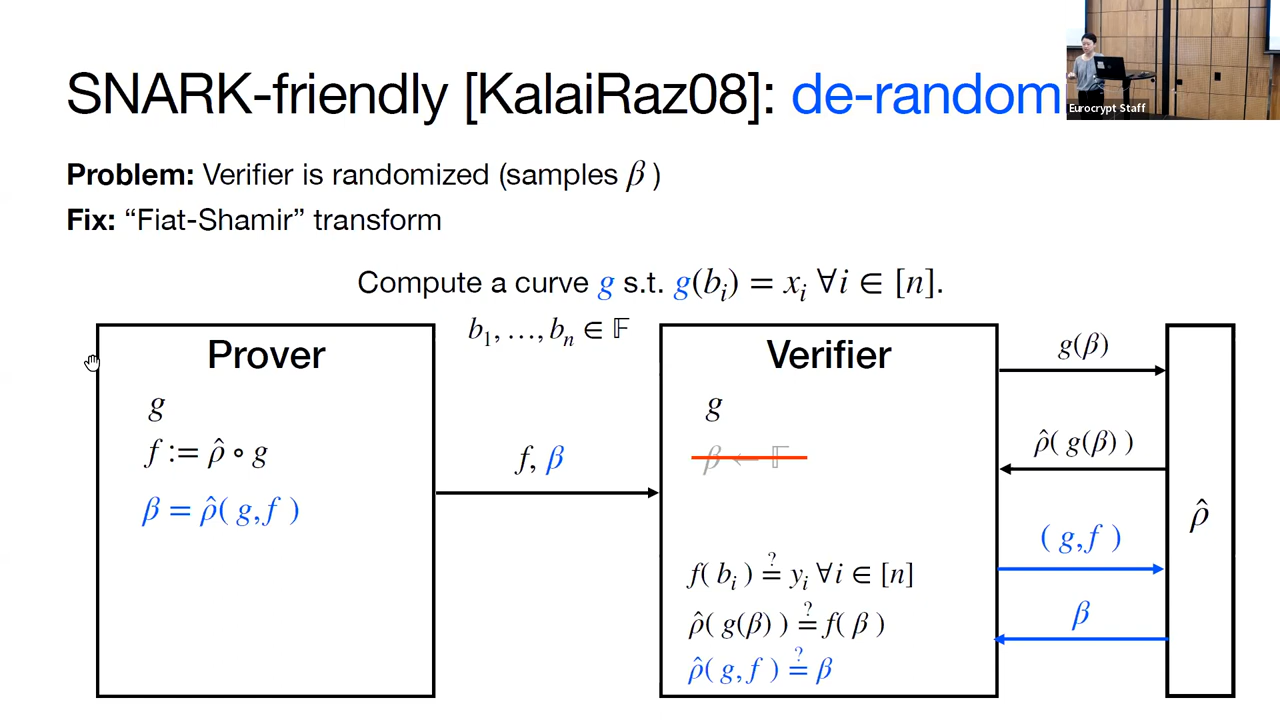 SNARK-friendly [KalaiRaz08]: de-random
Eurocrypt Staff
Problem: Verifier is randomized (samples β )
Fix: “Fiat-Shamir” transform
Compute a curve g s.t. g(bᵢ) = xᵢ ∀i ∈ [n].
b₁, …, bₙ ∈ 𝔽
Prover
g
f := ρ̂ ∘ g
β = ρ̂( g, f )
f, β
Verifier
g
β ← 𝔽
f( bᵢ ) ≟ yᵢ ∀i ∈ [n]
ρ̂( g(β) ) ≟ f( β )
ρ̂( g, f ) ≟ β
g(β)
ρ̂( g(β) )
( g, f )
β
ρ̂